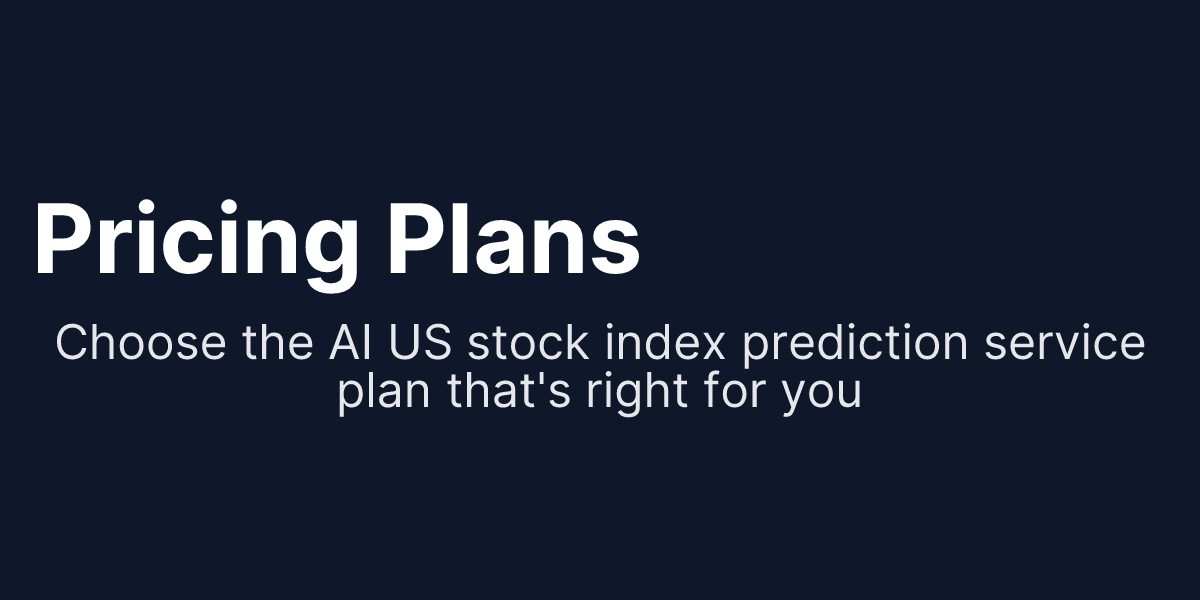 Pricing Plans
Choose the AI US stock index prediction service
plan that's right for you